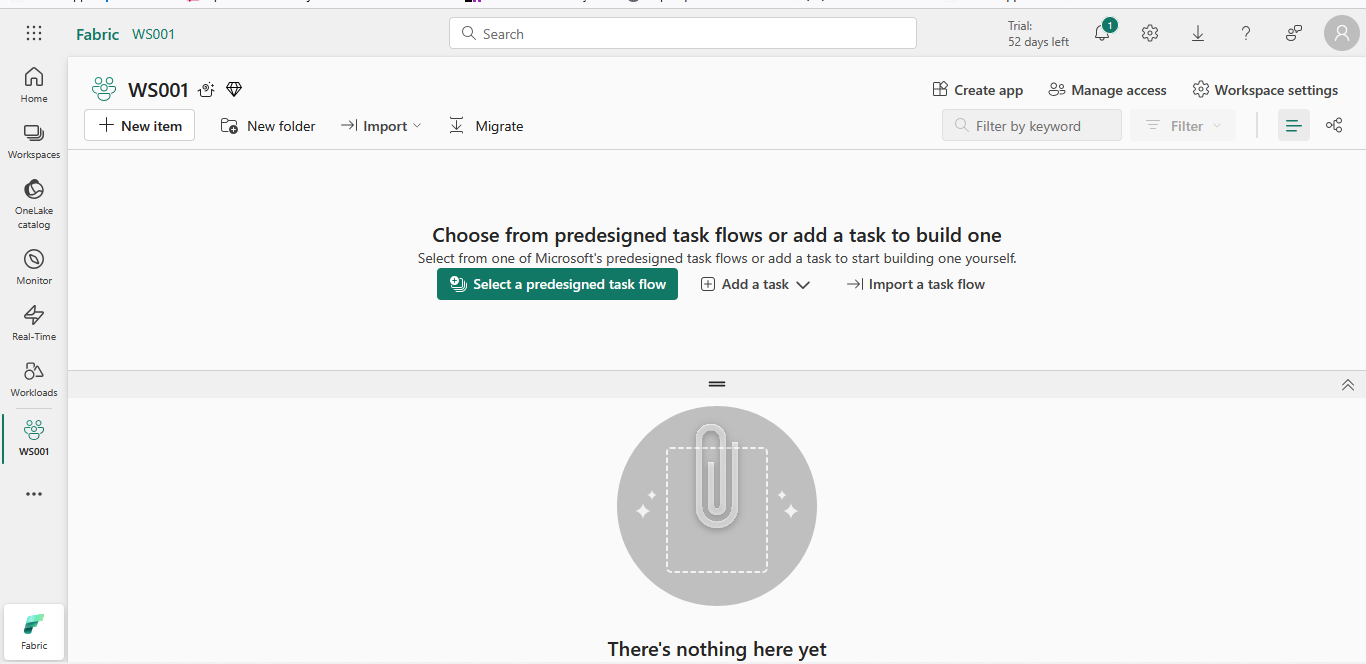 Fabric WS001
Search
Trial:
52 days left
1
Home
Workspaces
OneLake
catalog
Monitor
Real-Time
Workloads
WS001
Fabric
WS001
Create app
Manage access
Workspace settings
New item
New folder
Import
Migrate
Filter by keyword
Filter
Choose from predesigned task flows or add a task to build one
Select from one of Microsoft's predesigned task flows or add a task to start building one yourself.
Select a predesigned task flow
Add a task
Import a task flow
There's nothing here yet